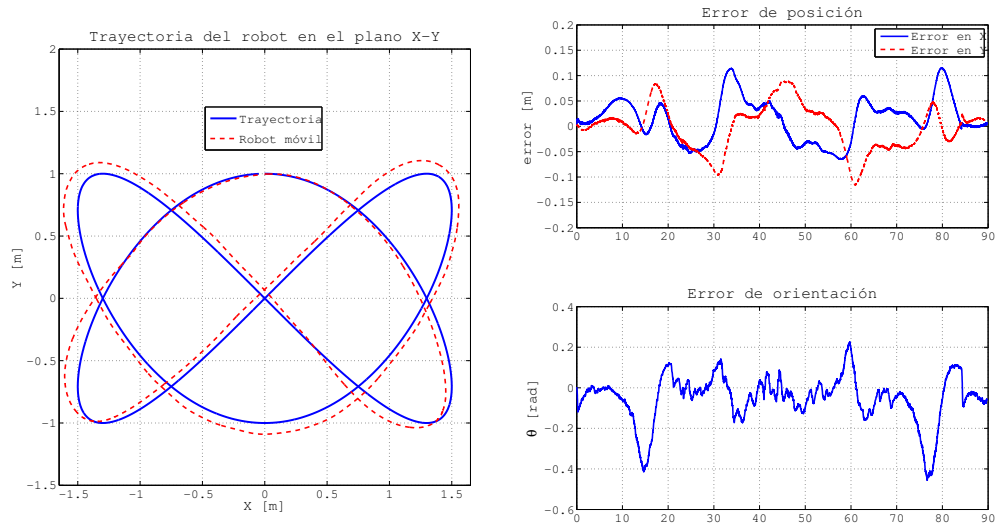 Trayectoria del robot en el plano X-Y
2
1.5
1
0.5
0
-0.5
-1
-1.5
Y [m]
Trayectoria
Robot móvil
-1.5 -1 -0.5 0 0.5 1 1.5
X [m]
Error de posición
0.2
0.15
0.1
0.05
0
-0.05
-0.1
-0.15
-0.2
error [m]
Error en X
Error en Y
0 10 20 30 40 50 60 70 80 90
Error de orientación
0.4
0.2
0
-0.2
-0.4
-0.6
θ [rad]
0 10 20 30 40 50 60 70 80 90